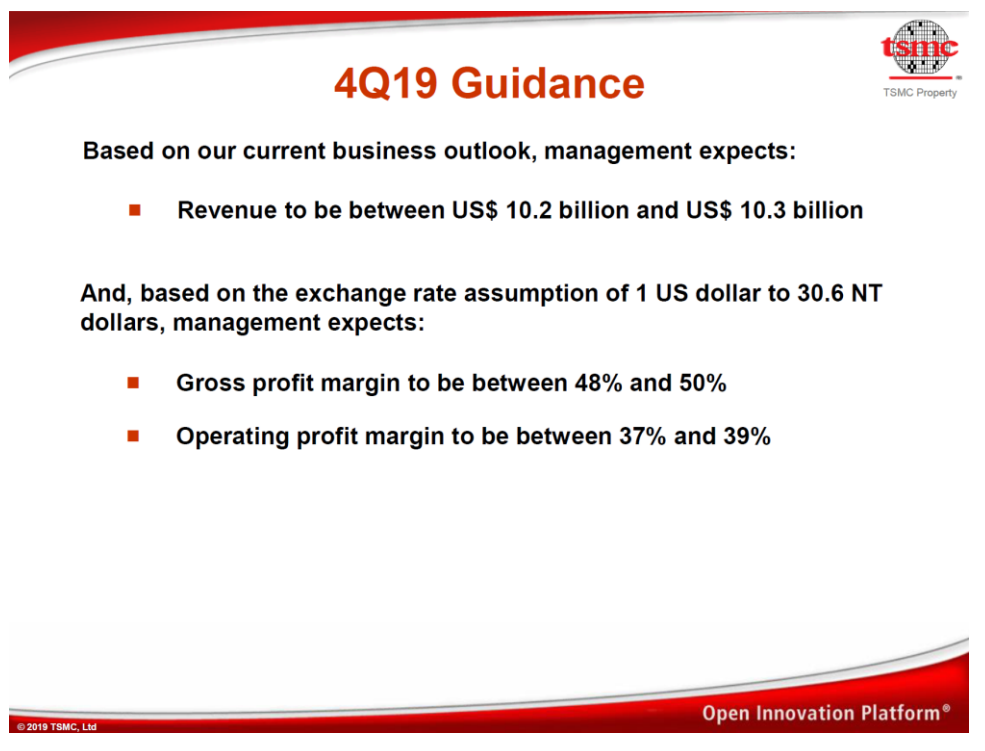 tsmc
TSMC Property
4Q19 Guidance
Based on our current business outlook, management expects:
Revenue to be between US$ 10.2 billion and US$ 10.3 billion
And, based on the exchange rate assumption of 1 US dollar to 30.6 NT
dollars, management expects:
Gross profit margin to be between 48% and 50%
Operating profit margin to be between 37% and 39%
© 2019 TSMC, Ltd
Open Innovation Platform®